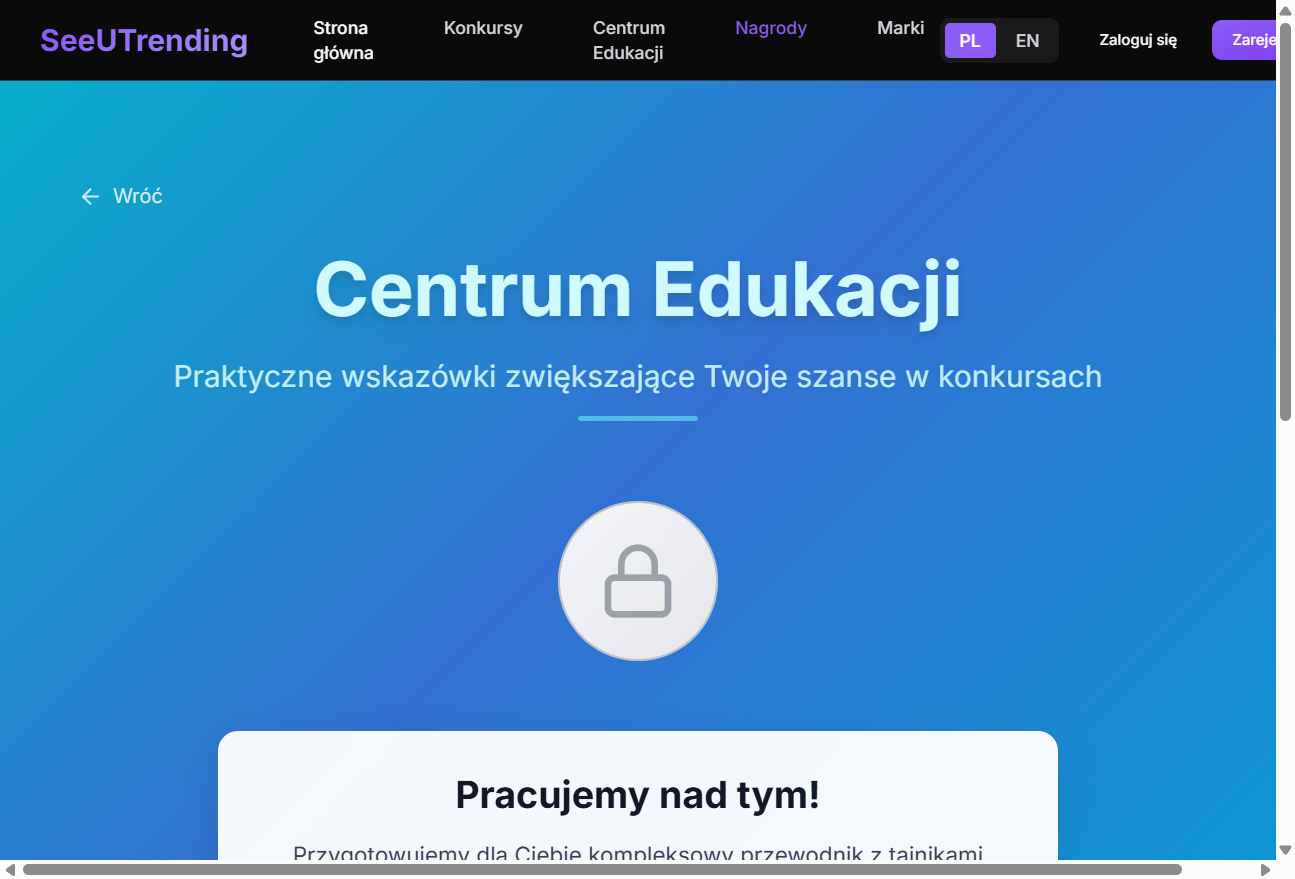 SeeUTrending
Strona
główna
Konkursy
Centrum
Edukacji
Nagrody
Marki
PL
EN
Zaloguj się
Zareje
Wróć
Centrum Edukacji
Praktyczne wskazówki zwiększające Twoje szanse w konkursach
Pracujemy nad tym!
Przygotowujemy dla Ciebie kompleksowy przewodnik z tajnikami